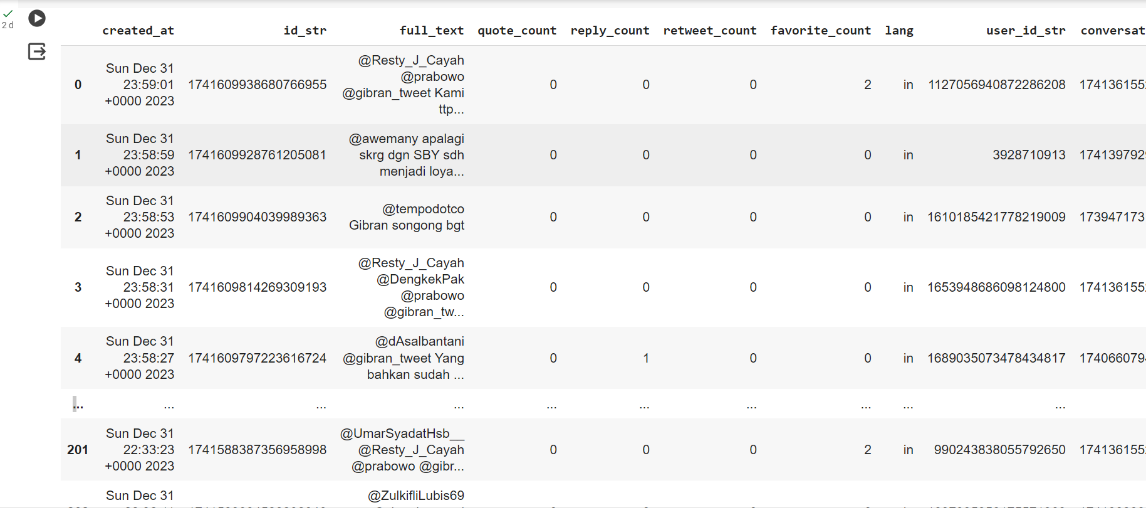 2 d
created_at id_str full_text quote_count reply_count retweet_count favorite_count lang user_id_str conversat
0 Sun Dec 31 23:59:01 +0000 2023 1741609938680766955 @Resty_J_Cayah @prabowo @gibran_tweet Kami ttp... 0 0 0 2 in 1127056940872286208 174136155
1 Sun Dec 31 23:58:59 +0000 2023 1741609928761205081 @awemany apalagi skrg dgn SBY sdh menjadi loya... 0 0 0 0 in 3928710913 174139792
2 Sun Dec 31 23:58:53 +0000 2023 1741609904039989363 @tempodotco Gibran songong bgt 0 0 0 0 in 1610185421778219009 173947173
3 Sun Dec 31 23:58:31 +0000 2023 1741609814269309193 @Resty_J_Cayah @DengkekPak @prabowo @gibran_tw... 0 0 0 0 in 1653948686098124800 174136155
4 Sun Dec 31 23:58:27 +0000 2023 1741609797223616724 @dAsalbantani @gibran_tweet Yang bahkan sudah ... 0 1 0 0 in 1689035073478434817 174066079
... ... ... ... ... ... ... ... ... ...
201 Sun Dec 31 22:33:23 +0000 2023 1741588387356958998 @UmarSyadatHsb__ @Resty_J_Cayah @prabowo @gibr... 0 0 0 2 in 990243838055792650 174136155
Sun Dec 31 @ZulkifliLubis69